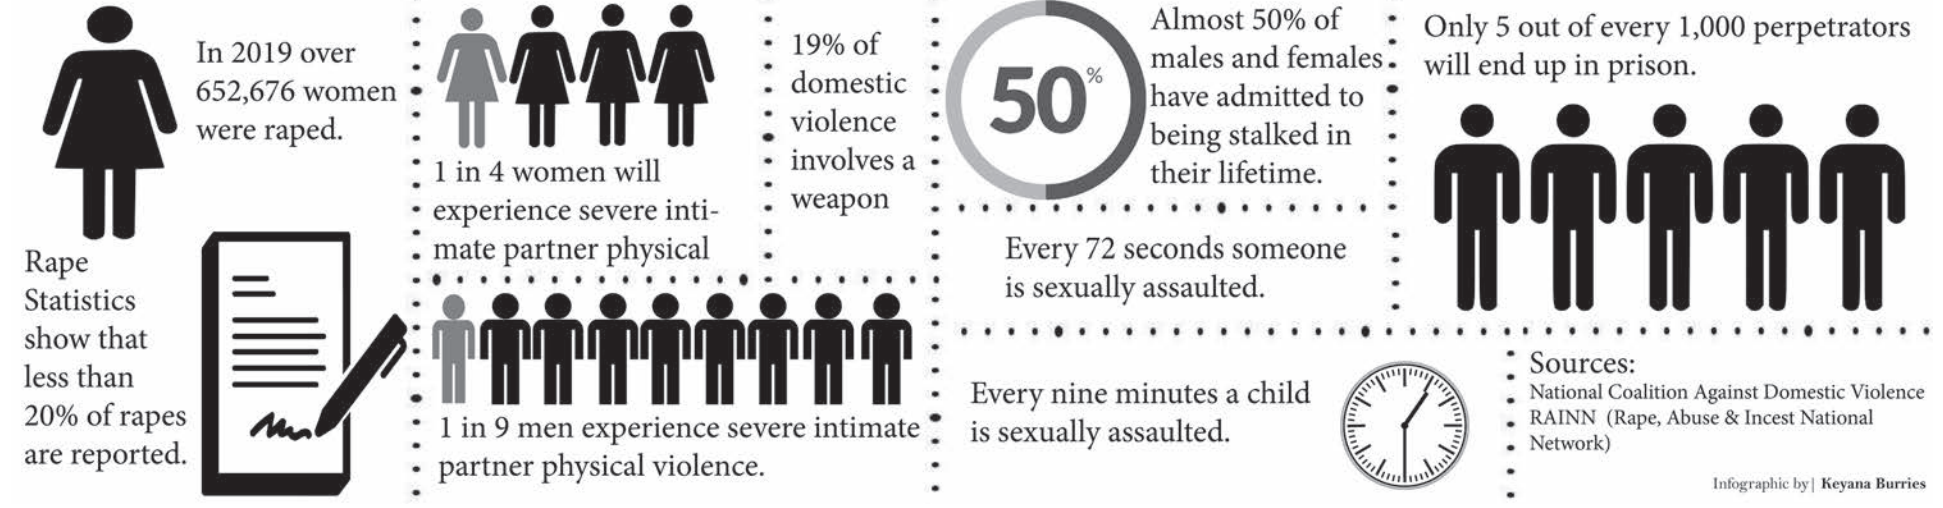 In 2019 over
652,676 women
were raped.
Rape
Statistics
show that
less than
20% of rapes
are reported.
1 in 4 women will
experience severe inti-
mate partner physical
1 in 9 men experience severe intimate
partner physical violence.
19% of
domestic
violence
involves a
weapon
50%
Almost 50% of
males and females
have admitted to
being stalked in
their lifetime.
Every 72 seconds someone
is sexually assaulted.
Every nine minutes a child
is sexually assaulted.
Only 5 out of every 1,000 perpetrators
will end up in prison.
Sources:
National Coalition Against Domestic Violence
RAINN (Rape, Abuse & Incest National
Network)
Infographic by| Keyana Burries